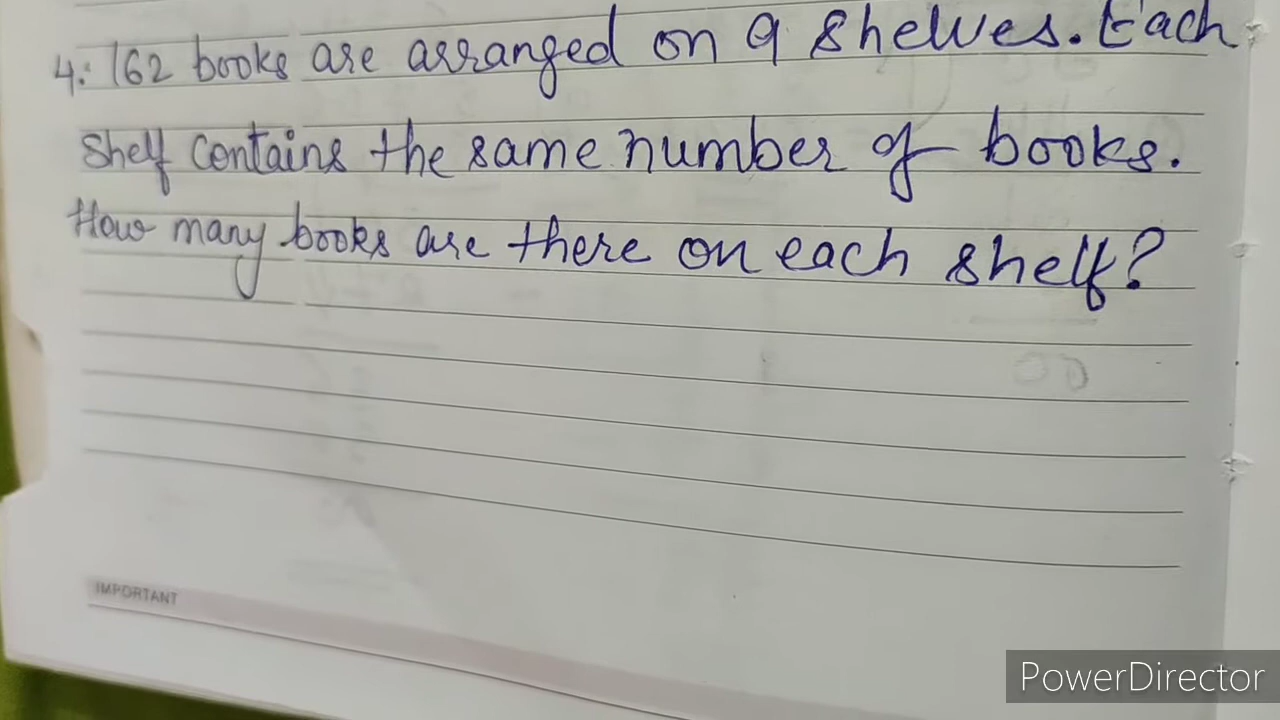 4. 162 books are arranged on 9 shelves. Each
shelf contains the same number of books.
How many books are there on each shelf?
IMPORTANT
PowerDirector